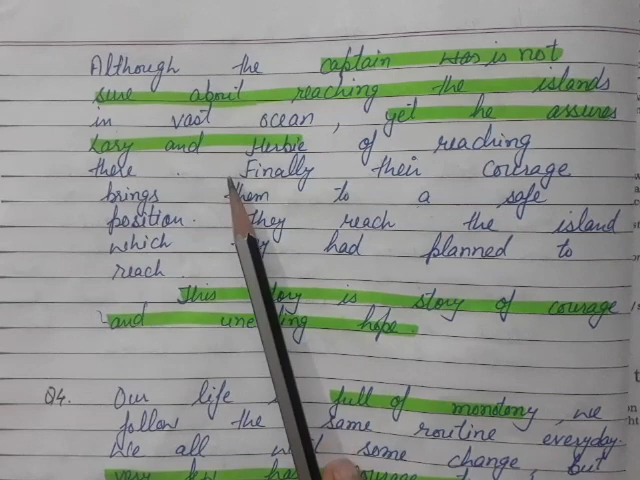 Although the captain was is not
sure about reaching the islands
in vast ocean, yet he assures
Lary and Herbie of reaching
there. Finally their courage
brings them to a safe
position. they reach the island
which had planned to
reach.
This is story of courage
and hope
Q4. Our life full of mondony, we
follow the same routine everyday.
We all some change, but
very